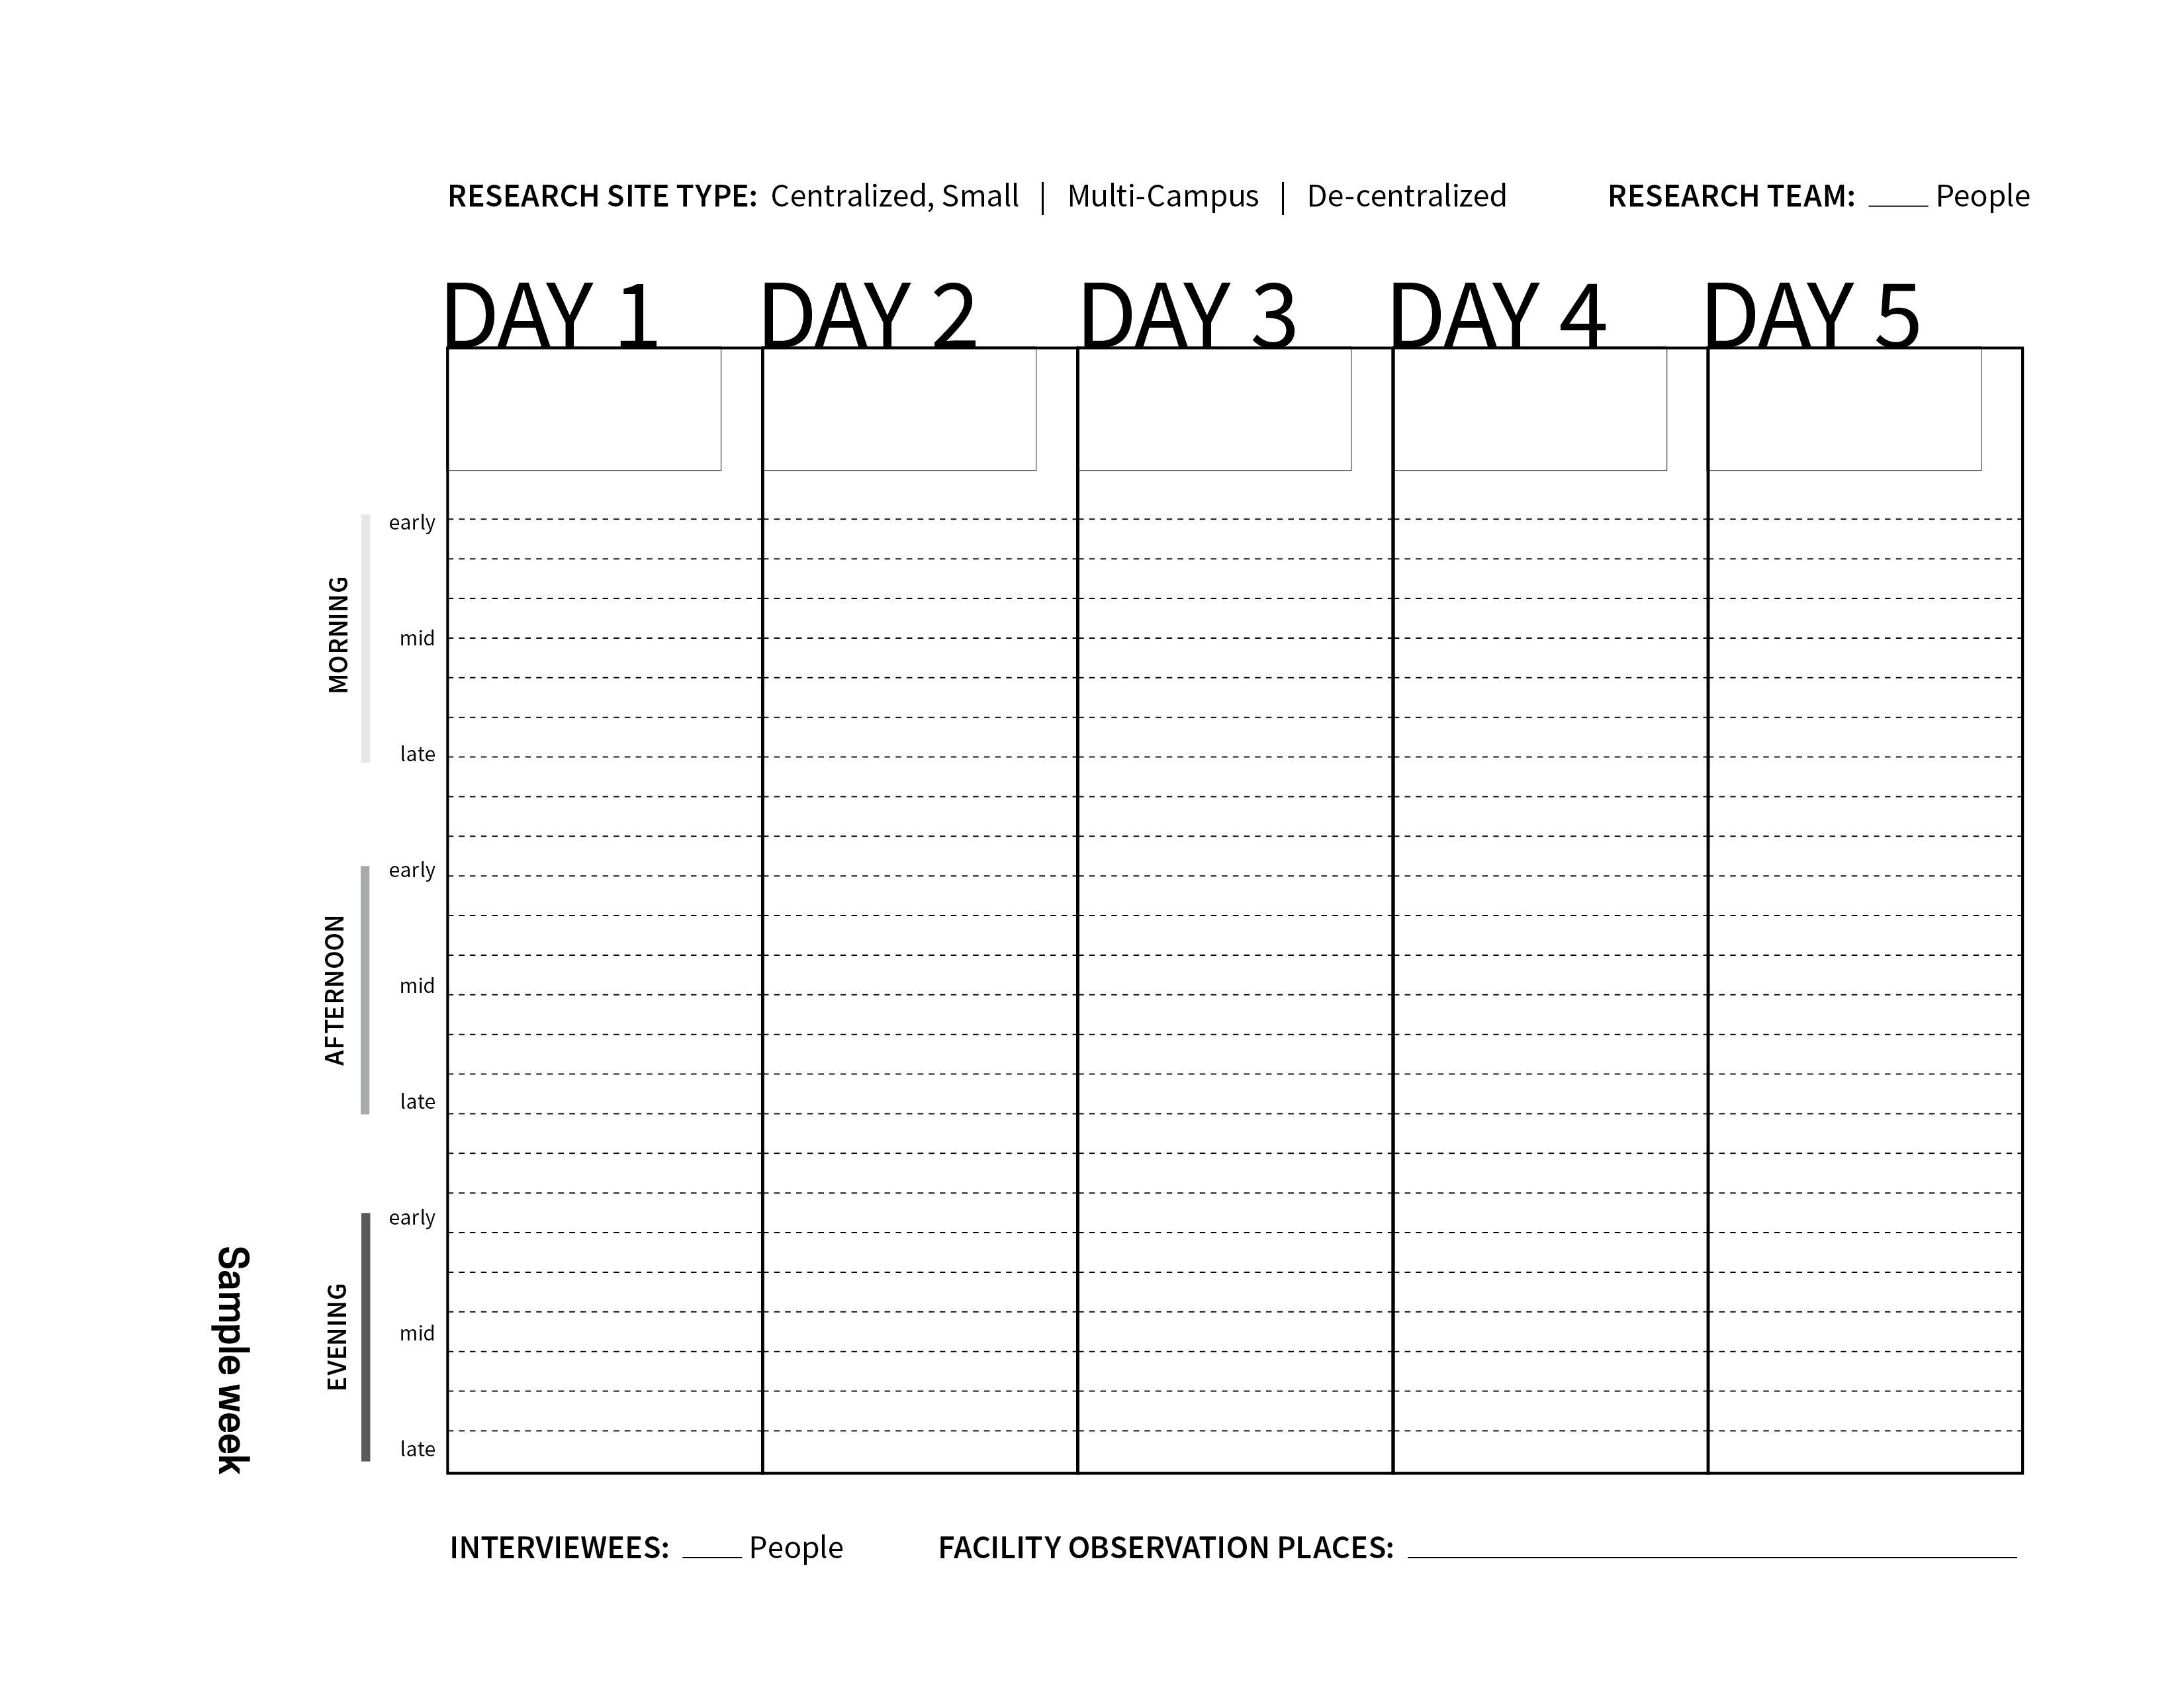 RESEARCH SITE TYPE: Centralized, Small | Multi-Campus | De-centralized RESEARCH TEAM: ____ People
DAY 1 DAY 2 DAY 3 DAY 4 DAY 5
MORNING
early
mid
late
AFTERNOON
early
mid
late
EVENING
early
mid
late
Sample week
INTERVIEWEES: ____ People FACILITY OBSERVATION PLACES: ____